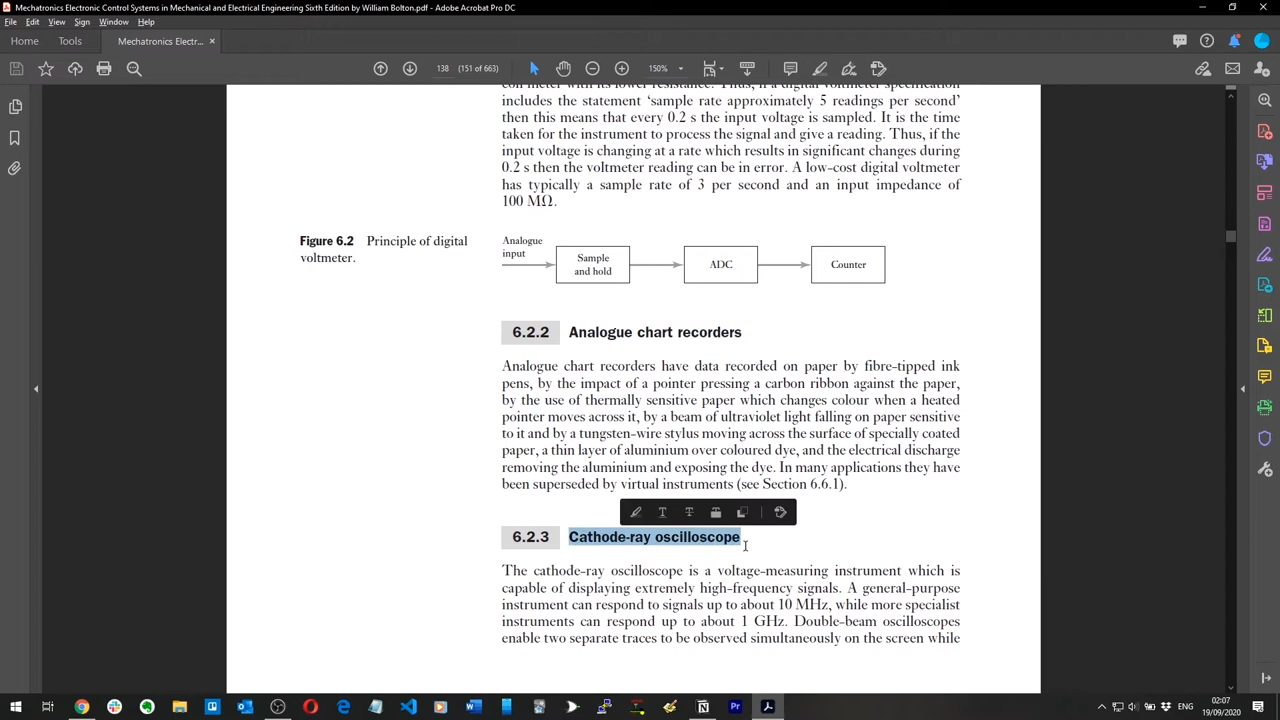 Mechatronics Electronic Control Systems in Mechanical and Electrical Engineering Sixth Edition by William Bolton.pdf - Adobe Acrobat Pro DC
File Edit View Sign Window Help
Home Tools Mechatronics Electr... ×
138 (151 of 663) 150%
coil meter with its lower resistance. Thus, if a digital voltmeter specification
includes the statement ‘sample rate approximately 5 readings per second’
then this means that every 0.2 s the input voltage is sampled. It is the time
taken for the instrument to process the signal and give a reading. Thus, if the
input voltage is changing at a rate which results in significant changes during
0.2 s then the voltmeter reading can be in error. A low-cost digital voltmeter
has typically a sample rate of 3 per second and an input impedance of
100 MΩ.
Figure 6.2 Principle of digital
voltmeter.
Analogue
input
Sample
and hold
ADC
Counter
6.2.2 Analogue chart recorders
Analogue chart recorders have data recorded on paper by fibre-tipped ink
pens, by the impact of a pointer pressing a carbon ribbon against the paper,
by the use of thermally sensitive paper which changes colour when a heated
pointer moves across it, by a beam of ultraviolet light falling on paper sensitive
to it and by a tungsten-wire stylus moving across the surface of specially coated
paper, a thin layer of aluminium over coloured dye, and the electrical discharge
removing the aluminium and exposing the dye. In many applications they have
been superseded by virtual instruments (see Section 6.6.1).
6.2.3 Cathode-ray oscilloscope
The cathode-ray oscilloscope is a voltage-measuring instrument which is
capable of displaying extremely high-frequency signals. A general-purpose
instrument can respond to signals up to about 10 MHz, while more specialist
instruments can respond up to about 1 GHz. Double-beam oscilloscopes
enable two separate traces to be observed simultaneously on the screen while
02:07
19/09/2020